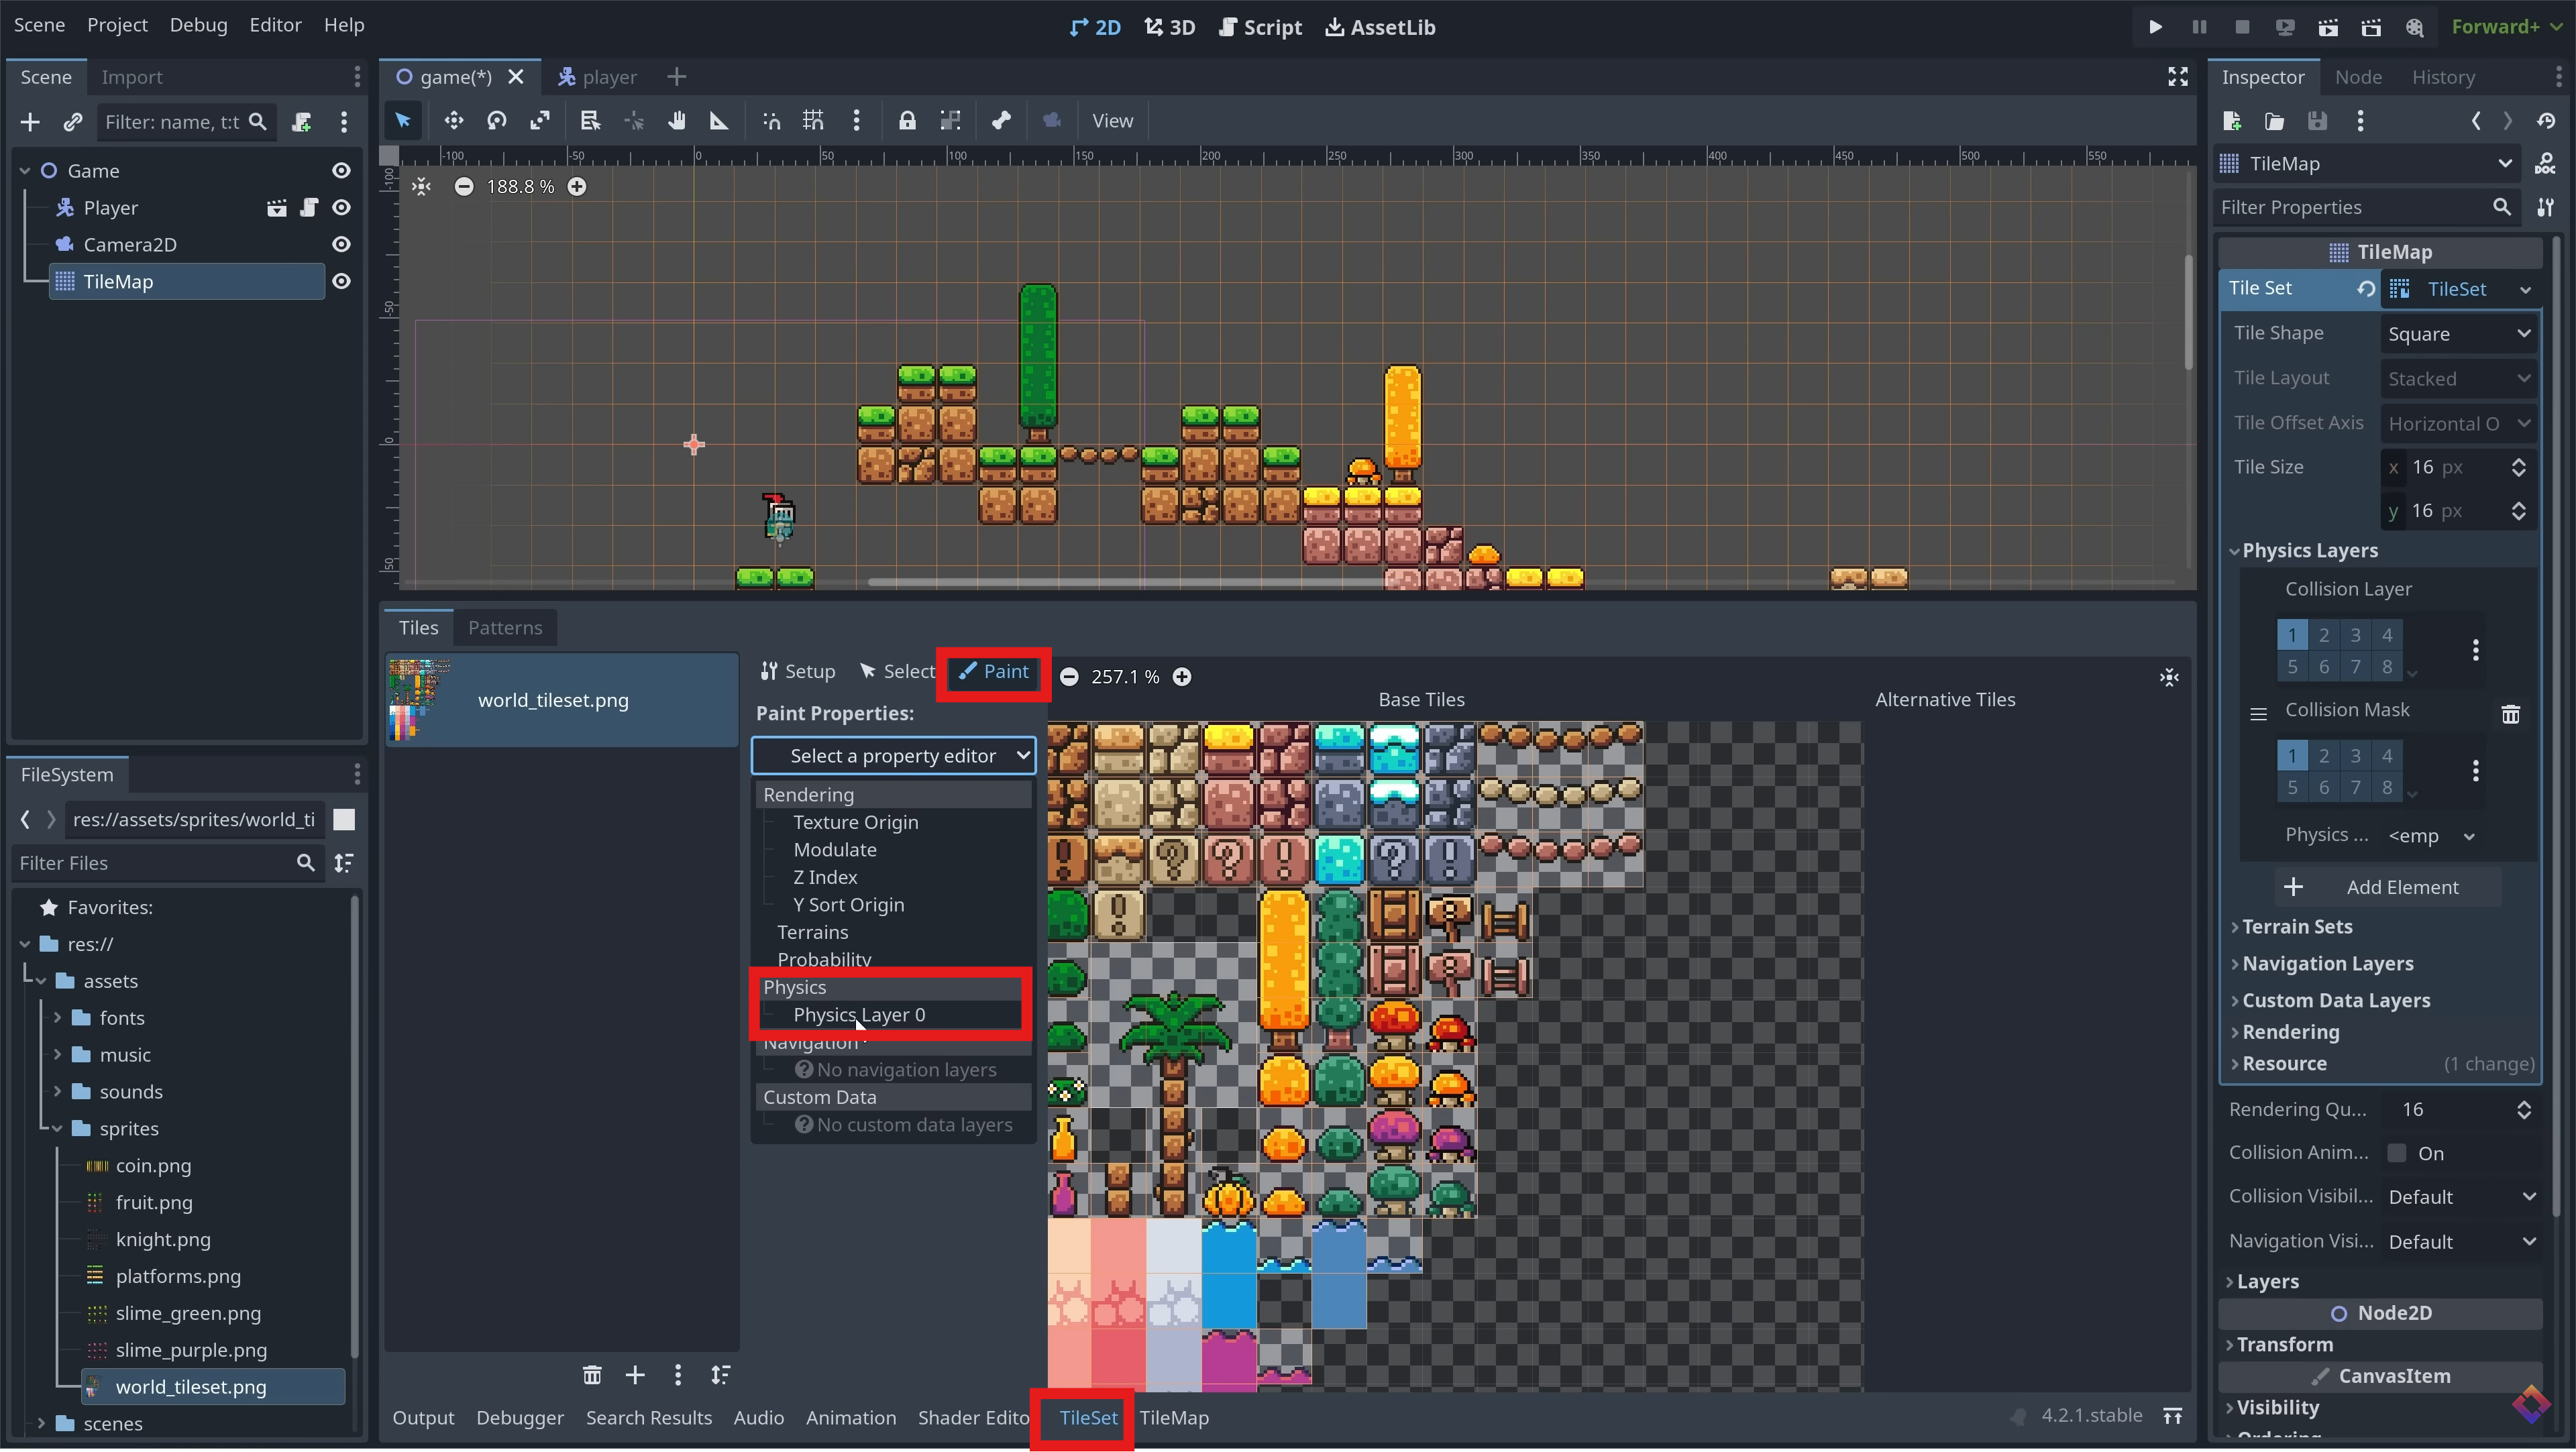 Scene Project Debug Editor Help
2D 3D Script AssetLib
Forward+
Scene Import
Filter: name, t:t
Game
Player
Camera2D
TileMap
game(*) player
View
-100 -50 0 50 100 150 200 250 300 350 400 450 500 550
-100
-50
0
50
188.8 %
FileSystem
res://assets/sprites/world_ti
Filter Files
Favorites:
res://
assets
fonts
music
sounds
sprites
coin.png
fruit.png
knight.png
platforms.png
slime_green.png
slime_purple.png
world_tileset.png
scenes
Tiles Patterns
world_tileset.png
Setup Select Paint
257.1 %
Base Tiles
Alternative Tiles
Paint Properties:
Select a property editor
Rendering
Texture Origin
Modulate
Z Index
Y Sort Origin
Terrains
Probability
Physics
Physics Layer 0
Navigation
No navigation layers
Custom Data
No custom data layers
Output Debugger Search Results Audio Animation Shader Edito TileSet TileMap
4.2.1.stable
Inspector Node History
TileMap
Filter Properties
TileMap
Tile Set TileSet
Tile Shape Square
Tile Layout Stacked
Tile Offset Axis Horizontal O
Tile Size x 16 px
y 16 px
Physics Layers
Collision Layer
1 2 3 4
5 6 7 8
Collision Mask
1 2 3 4
5 6 7 8
Physics ... <emp
Add Element
Terrain Sets
Navigation Layers
Custom Data Layers
Rendering
Resource (1 change)
Rendering Qu... 16
Collision Anim... On
Collision Visibil... Default
Navigation Visi... Default
Layers
Node2D
Transform
CanvasItem
Visibility
Ordering